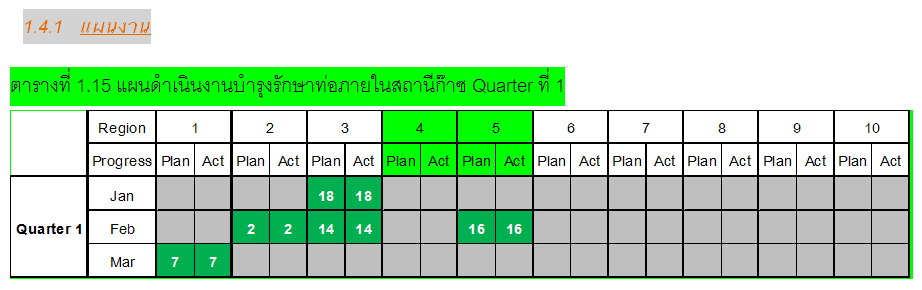 1.4.1 แผนงาน
ตารางที่ 1.15 แผนดำเนินงานบำรุงรักษาท่อภายในสถานีก๊าซ Quarter ที่ 1
Region 1 2 3 4 5 6 7 8 9 10
Progress Plan Act Plan Act Plan Act Plan Act Plan Act Plan Act Plan Act Plan Act Plan Act Plan Act
Jan 18 18
Quarter 1 Feb 2 2 14 14 16 16
Mar 7 7